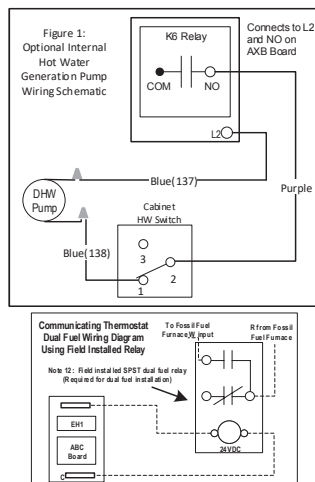 Figure 1:
Optional Internal
Hot Water
Generation Pump
Wiring Schematic
K6 Relay
Connects to L2
and NO on
AXB Board
COM
NO
L2
Blue(137)
Purple
DHW
Pump
Cabinet
HW Switch
Blue(138)
3
2
1
Communicating Thermostat
Dual Fuel Wiring Diagram
Using Field Installed Relay
To Fossil Fuel
Furnace W input
R from Fossil
Fuel Furnace
Note 12: Field installed SPST dual fuel relay
(Required for dual fuel installation)
EH1
ABC
Board
C
24VDC